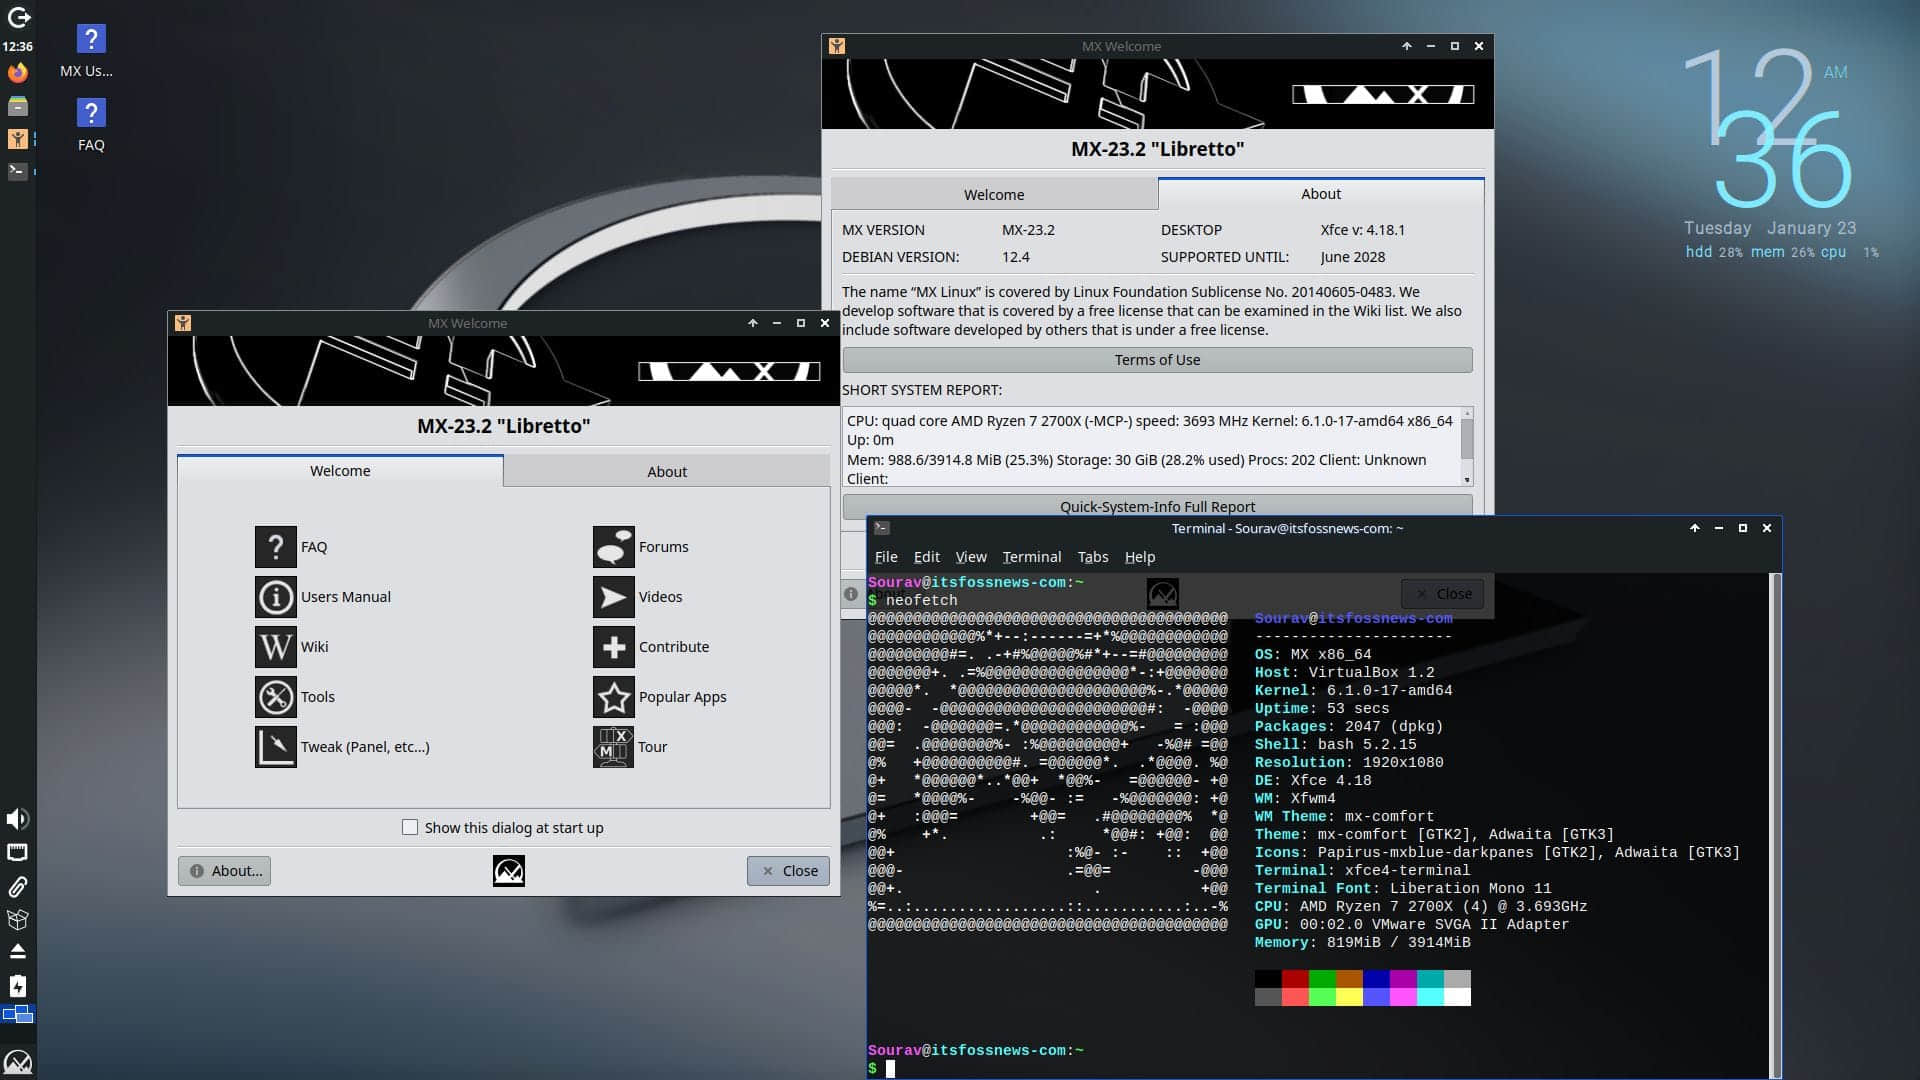 12:36
MX Us...
FAQ
MX Welcome
MX
MX-23.2 "Libretto"
Welcome
About
MX VERSION MX-23.2 DESKTOP Xfce v: 4.18.1
DEBIAN VERSION: 12.4 SUPPORTED UNTIL: June 2028
The name “MX Linux” is covered by Linux Foundation Sublicense No. 20140605-0483. We
develop software that is covered by a free license that can be examined in the Wiki list. We also
include software developed by others that is under a free license.
Terms of Use
SHORT SYSTEM REPORT:
CPU: quad core AMD Ryzen 7 2700X (-MCP-) speed: 3693 MHz Kernel: 6.1.0-17-amd64 x86_64
Up: 0m
Mem: 988.6/3914.8 MiB (25.3%) Storage: 30 GiB (28.2% used) Procs: 202 Client: Unknown
Client:
Quick-System-Info Full Report
Close
12 AM
36
Tuesday January 23
hdd 28% mem 26% cpu 1%
MX Welcome
MX
MX-23.2 "Libretto"
Welcome
About
FAQ
Users Manual
Wiki
Tools
Tweak (Panel, etc...)
Forums
Videos
Contribute
Popular Apps
Tour
Show this dialog at start up
About...
Close
Terminal - Sourav@itsfossnews-com: ~
File Edit View Terminal Tabs Help
Sourav@itsfossnews-com:~
$ neofetch
Sourav@itsfossnews-com
----------------------
OS: MX x86_64
Host: VirtualBox 1.2
Kernel: 6.1.0-17-amd64
Uptime: 53 secs
Packages: 2047 (dpkg)
Shell: bash 5.2.15
Resolution: 1920x1080
DE: Xfce 4.18
WM: Xfwm4
WM Theme: mx-comfort
Theme: mx-comfort [GTK2], Adwaita [GTK3]
Icons: Papirus-mxblue-darkpanes [GTK2], Adwaita [GTK3]
Terminal: xfce4-terminal
Terminal Font: Liberation Mono 11
CPU: AMD Ryzen 7 2700X (4) @ 3.693GHz
GPU: 00:02.0 VMware SVGA II Adapter
Memory: 819MiB / 3914MiB
Sourav@itsfossnews-com:~
$